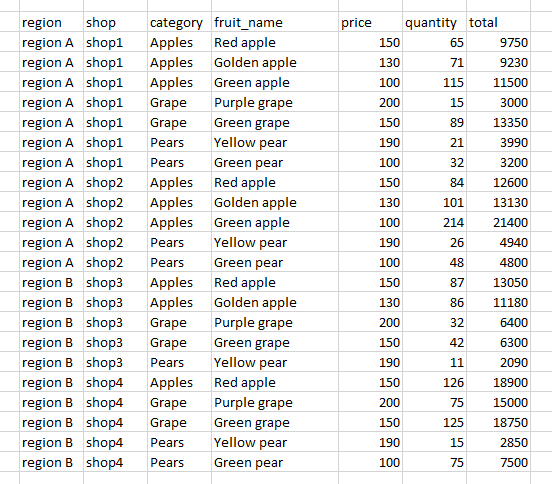 region shop category fruit_name price quantity total
region A shop1 Apples Red apple 150 65 9750
region A shop1 Apples Golden apple 130 71 9230
region A shop1 Apples Green apple 100 115 11500
region A shop1 Grape Purple grape 200 15 3000
region A shop1 Grape Green grape 150 89 13350
region A shop1 Pears Yellow pear 190 21 3990
region A shop1 Pears Green pear 100 32 3200
region A shop2 Apples Red apple 150 84 12600
region A shop2 Apples Golden apple 130 101 13130
region A shop2 Apples Green apple 100 214 21400
region A shop2 Pears Yellow pear 190 26 4940
region A shop2 Pears Green pear 100 48 4800
region B shop3 Apples Red apple 150 87 13050
region B shop3 Apples Golden apple 130 86 11180
region B shop3 Grape Purple grape 200 32 6400
region B shop3 Grape Green grape 150 42 6300
region B shop3 Pears Yellow pear 190 11 2090
region B shop4 Apples Red apple 150 126 18900
region B shop4 Grape Purple grape 200 75 15000
region B shop4 Grape Green grape 150 125 18750
region B shop4 Pears Yellow pear 190 15 2850
region B shop4 Pears Green pear 100 75 7500